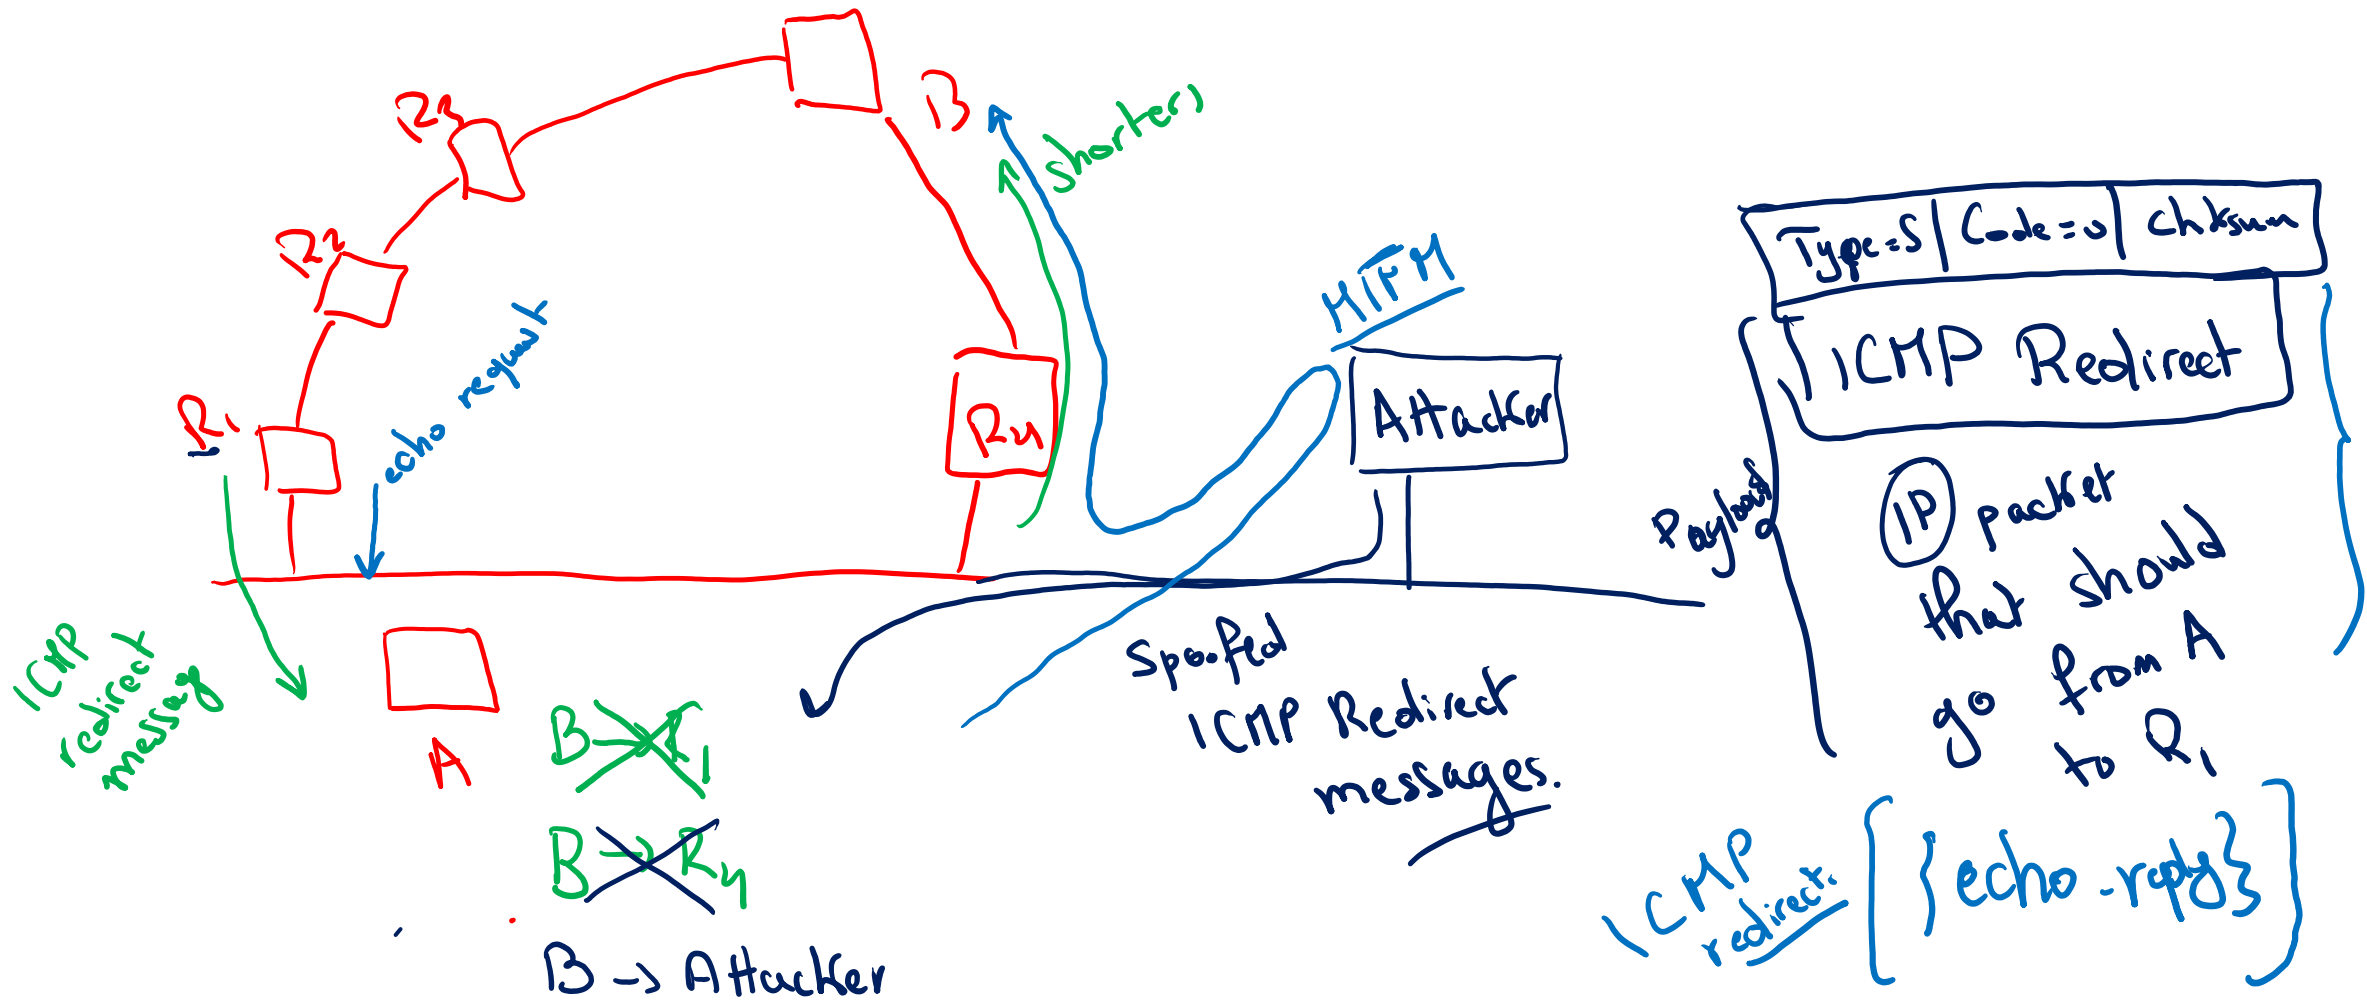 B
R3
R2
R1
echo request
shorter)
R4
MiTM
Attacker
ICMP
redirect
message
A
B → R1
B → R4
B → Attacker
Spoofed
ICMP Redirect
messages.
Type=5 | Code=0 | Chksum
ICMP Redirect
Payload
IP packet
that should
go from A
to R1
ICMP
redirect.
[ { echo-reply } ]